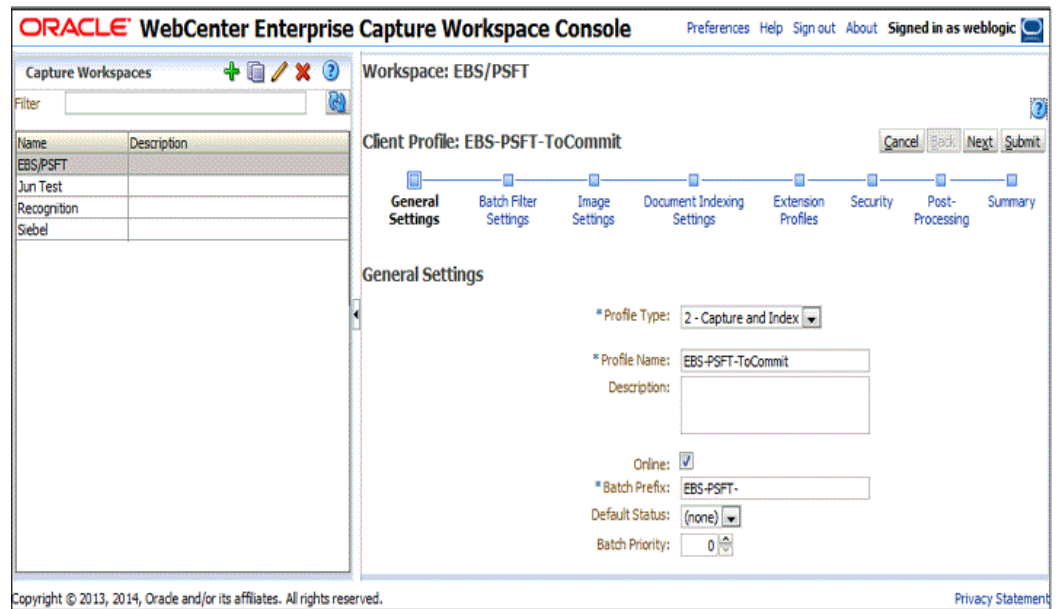 ORACLE WebCenter Enterprise Capture Workspace Console
Preferences Help Sign out About Signed in as weblogic
Capture Workspaces
Filter
Name Description
EBS/PSFT
Jun Test
Recognition
Siebel
Workspace: EBS/PSFT
Client Profile: EBS-PSFT-ToCommit
Cancel Back Next Submit
General Settings
Batch Filter Settings
Image Settings
Document Indexing Settings
Extension Profiles
Security
Post-Processing
Summary
General Settings
*Profile Type: 2 - Capture and Index
*Profile Name: EBS-PSFT-ToCommit
Description:
Online:
*Batch Prefix: EBS-PSFT-
Default Status: (none)
Batch Priority: 0
Copyright © 2013, 2014, Oracle and/or its affiliates. All rights reserved.
Privacy Statement